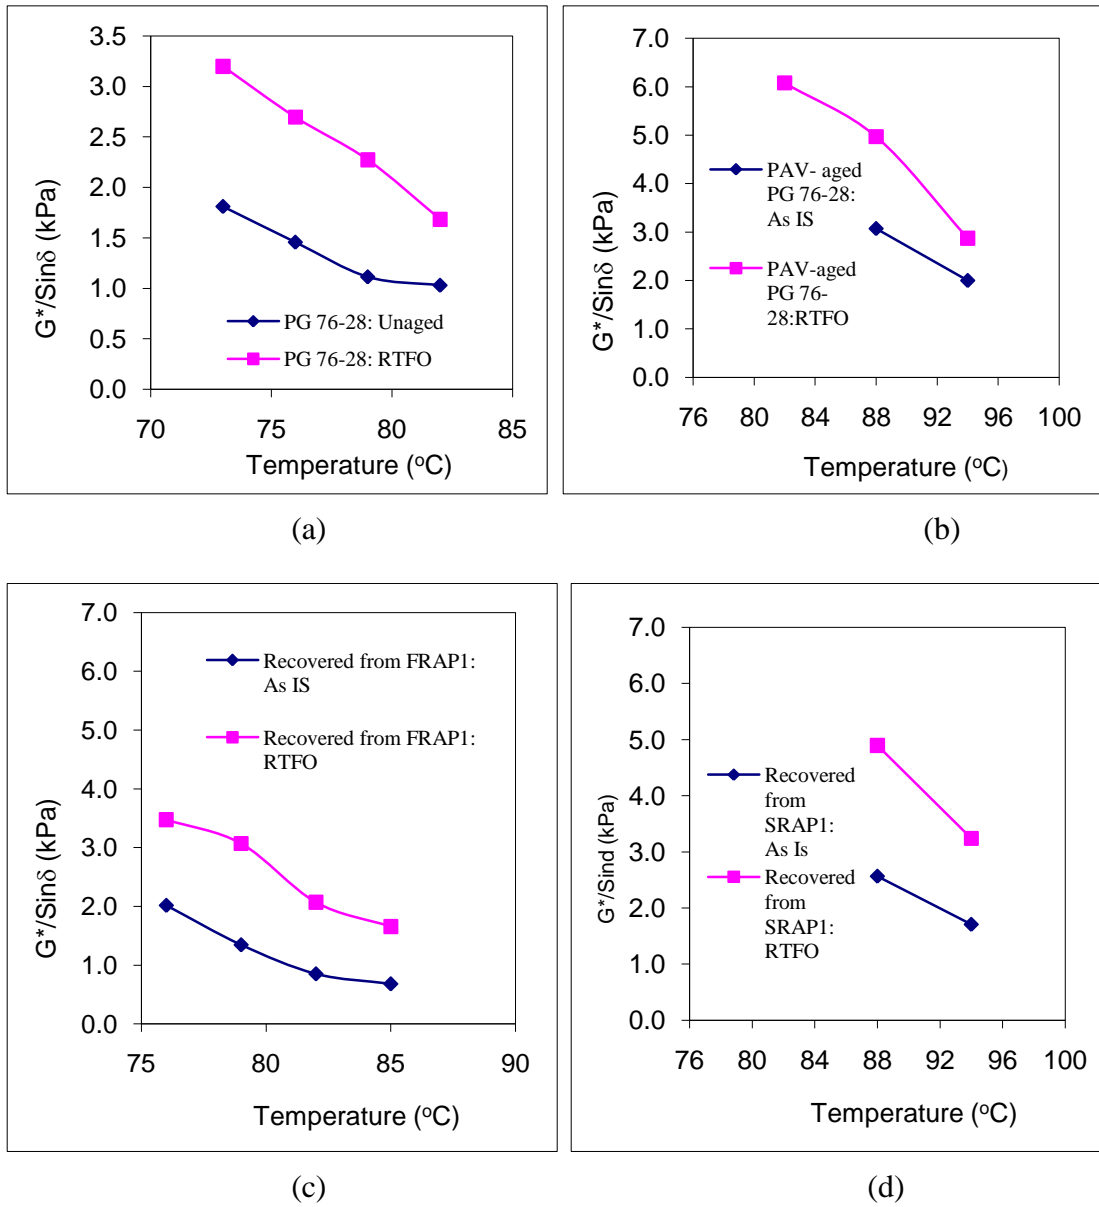 3.5
3.0
2.5
2.0
1.5
1.0
0.5
0.0
G*/Sinδ (kPa)
PG 76-28: Unaged
PG 76-28: RTFO
70 75 80 85
Temperature (oC)
(a)
7.0
6.0
5.0
4.0
3.0
2.0
1.0
0.0
G*/Sinδ (kPa)
PAV- aged
PG 76-28:
As IS
PAV-aged
PG 76-
28:RTFO
76 80 84 88 92 96 100
Temperature (oC)
(b)
7.0
6.0
5.0
4.0
3.0
2.0
1.0
0.0
G*/Sinδ (kPa)
Recovered from FRAP1:
As IS
Recovered from FRAP1:
RTFO
75 80 85 90
Temperature (oC)
(c)
7.0
6.0
5.0
4.0
3.0
2.0
1.0
0.0
G*/Sind (kPa)
Recovered
from
SRAP1:
As Is
Recovered
from
SRAP1:
RTFO
76 80 84 88 92 96 100
Temperature (oC)
(d)